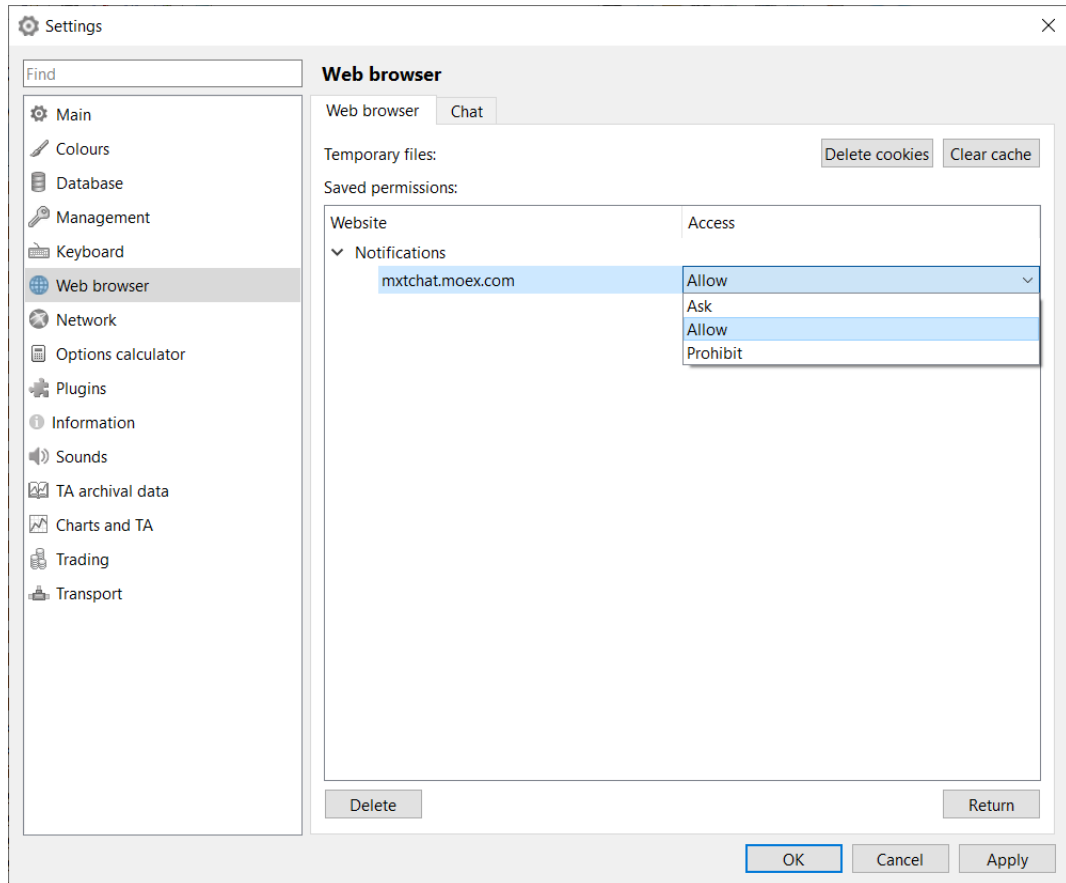 Settings
Find
Main
Colours
Database
Management
Keyboard
Web browser
Network
Options calculator
Plugins
Information
Sounds
TA archival data
Charts and TA
Trading
Transport
Web browser
Web browser Chat
Temporary files: Delete cookies Clear cache
Saved permissions:
Website Access
Notifications
mxtchat.moex.com Allow
Ask
Allow
Prohibit
Delete Return
OK Cancel Apply